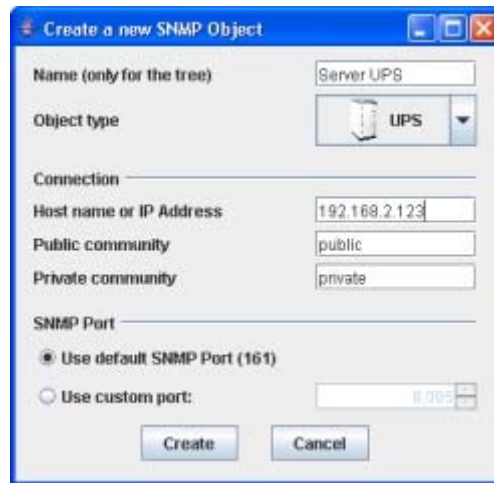 Create a new SNMP Object
Name (only for the tree) Server UPS
Object type UPS
Connection
Host name or IP Address 192.168.2.123
Public community public
Private community private
SNMP Port
Use default SNMP Port (161)
Use custom port:
Create Cancel